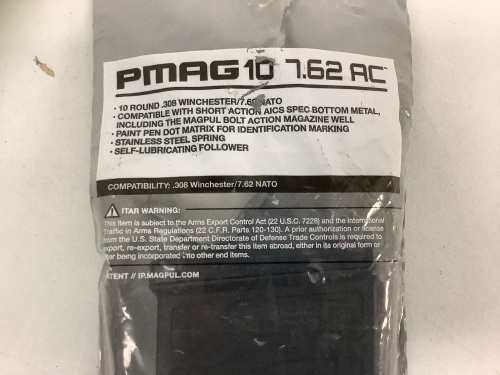 PMAG 10 7.62 AC™
• 10 ROUND .308 WINCHESTER/7.62 NATO
• COMPATIBLE WITH SHORT ACTION AICS SPEC BOTTOM METAL,
INCLUDING THE MAGPUL BOLT ACTION MAGAZINE WELL
• PAINT PEN DOT MATRIX FOR IDENTIFICATION MARKING
• STAINLESS STEEL SPRING
• SELF-LUBRICATING FOLLOWER
COMPATIBILITY: .308 Winchester/7.62 NATO
ITAR WARNING:
This item is subject to the Arms Export Control Act (22 U.S.C. 7228) and the International
Traffic in Arms Regulations (22 C.F.R. Parts 120-130). A prior authorization or license
from the U.S. State Department Directorate of Defense Trade Controls is required to
export, re-export, transfer or re-transfer this item abroad, either in its original form or
after being incorporated into other end items.
PATENT // IP.MAGPUL.COM